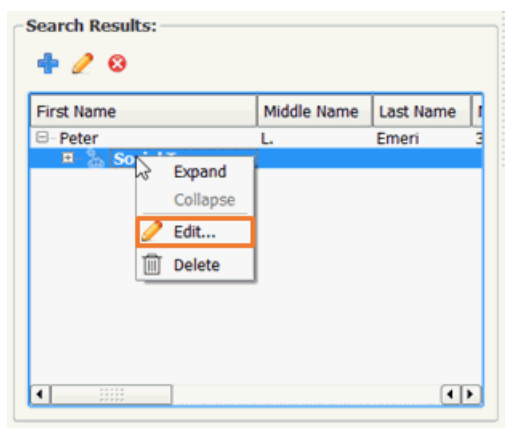 Search Results:
First Name Middle Name Last Name
Peter L. Emeri
Expand
Collapse
Edit...
Delete